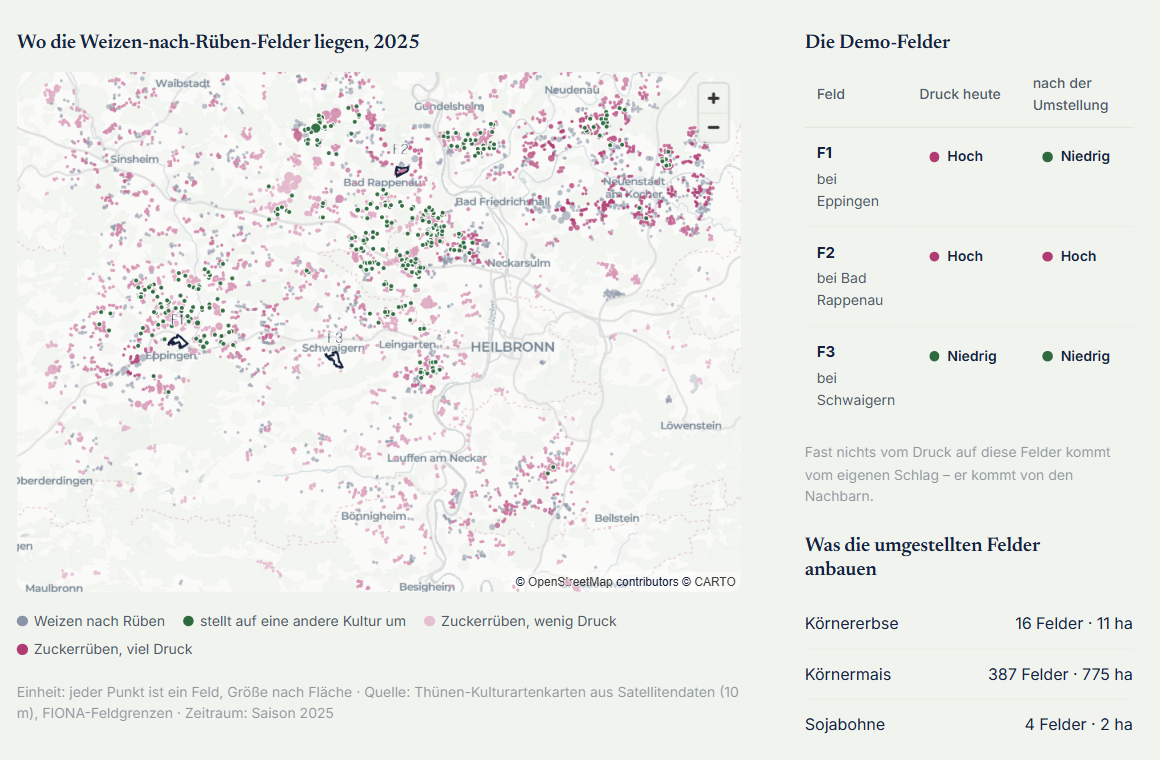 Wo die Weizen-nach-Rüben-Felder liegen, 2025
Waibstadt
Gundelsheim
Neudenau
+
−
F2
Sinsheim
Bad Rappenau
Neuenstadt
am Kocher
Bad Friedrichshall
Neckarsulm
F1
F3
Eppingen
Schwaigern
Leingarten
HEILBRONN
Löwenstein
Lauffen am Neckar
Oberderdingen
Bönnigheim
Beilstein
gen
Maulbronn
Besigheim
© OpenStreetMap contributors © CARTO
Weizen nach Rüben
stellt auf eine andere Kultur um
Zuckerrüben, wenig Druck
Zuckerrüben, viel Druck
Einheit: jeder Punkt ist ein Feld, Größe nach Fläche · Quelle: Thünen-Kulturartenkarten aus Satellitendaten (10
m), FIONA-Feldgrenzen · Zeitraum: Saison 2025
Die Demo-Felder
Feld
Druck heute
nach der
Umstellung
F1
bei
Eppingen
Hoch
Niedrig
F2
bei Bad
Rappenau
Hoch
Hoch
F3
bei
Schwaigern
Niedrig
Niedrig
Fast nichts vom Druck auf diese Felder kommt
vom eigenen Schlag – er kommt von den
Nachbarn.
Was die umgestellten Felder
anbauen
Körnererbse
16 Felder · 11 ha
Körnermais
387 Felder · 775 ha
Sojabohne
4 Felder · 2 ha